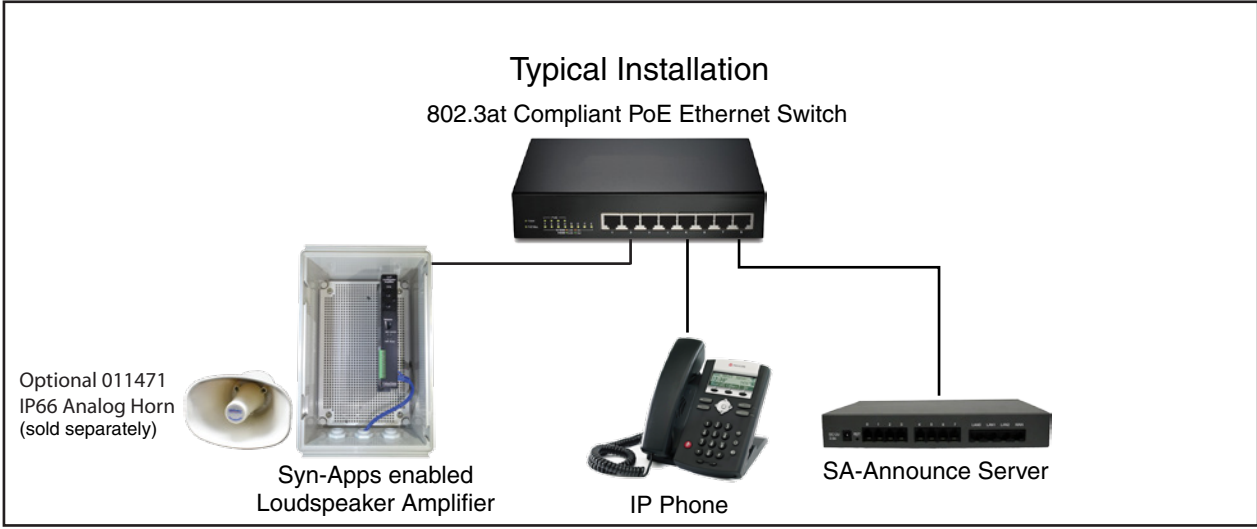 Typical Installation
802.3at Compliant PoE Ethernet Switch
Optional 011471
IP66 Analog Horn
(sold separately)
Syn-Apps enabled
Loudspeaker Amplifier
IP Phone
SA-Announce Server